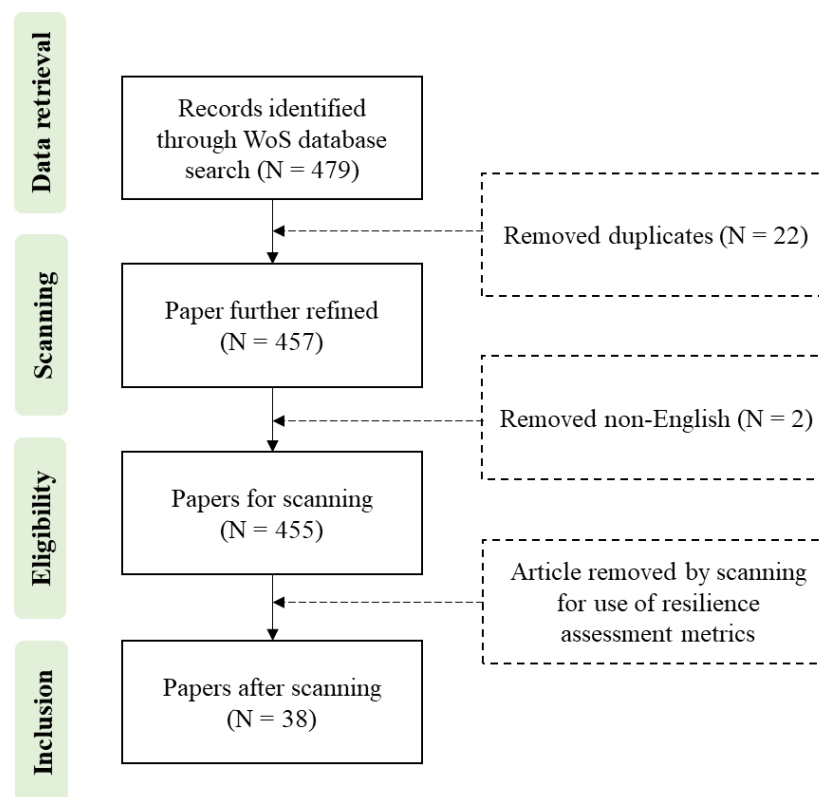 Data retrieval
Records identified
through WoS database
search (N = 479)
Removed duplicates (N = 22)
Scanning
Paper further refined
(N = 457)
Removed non-English (N = 2)
Eligibility
Papers for scanning
(N = 455)
Article removed by scanning
for use of resilience
assessment metrics
Inclusion
Papers after scanning
(N = 38)